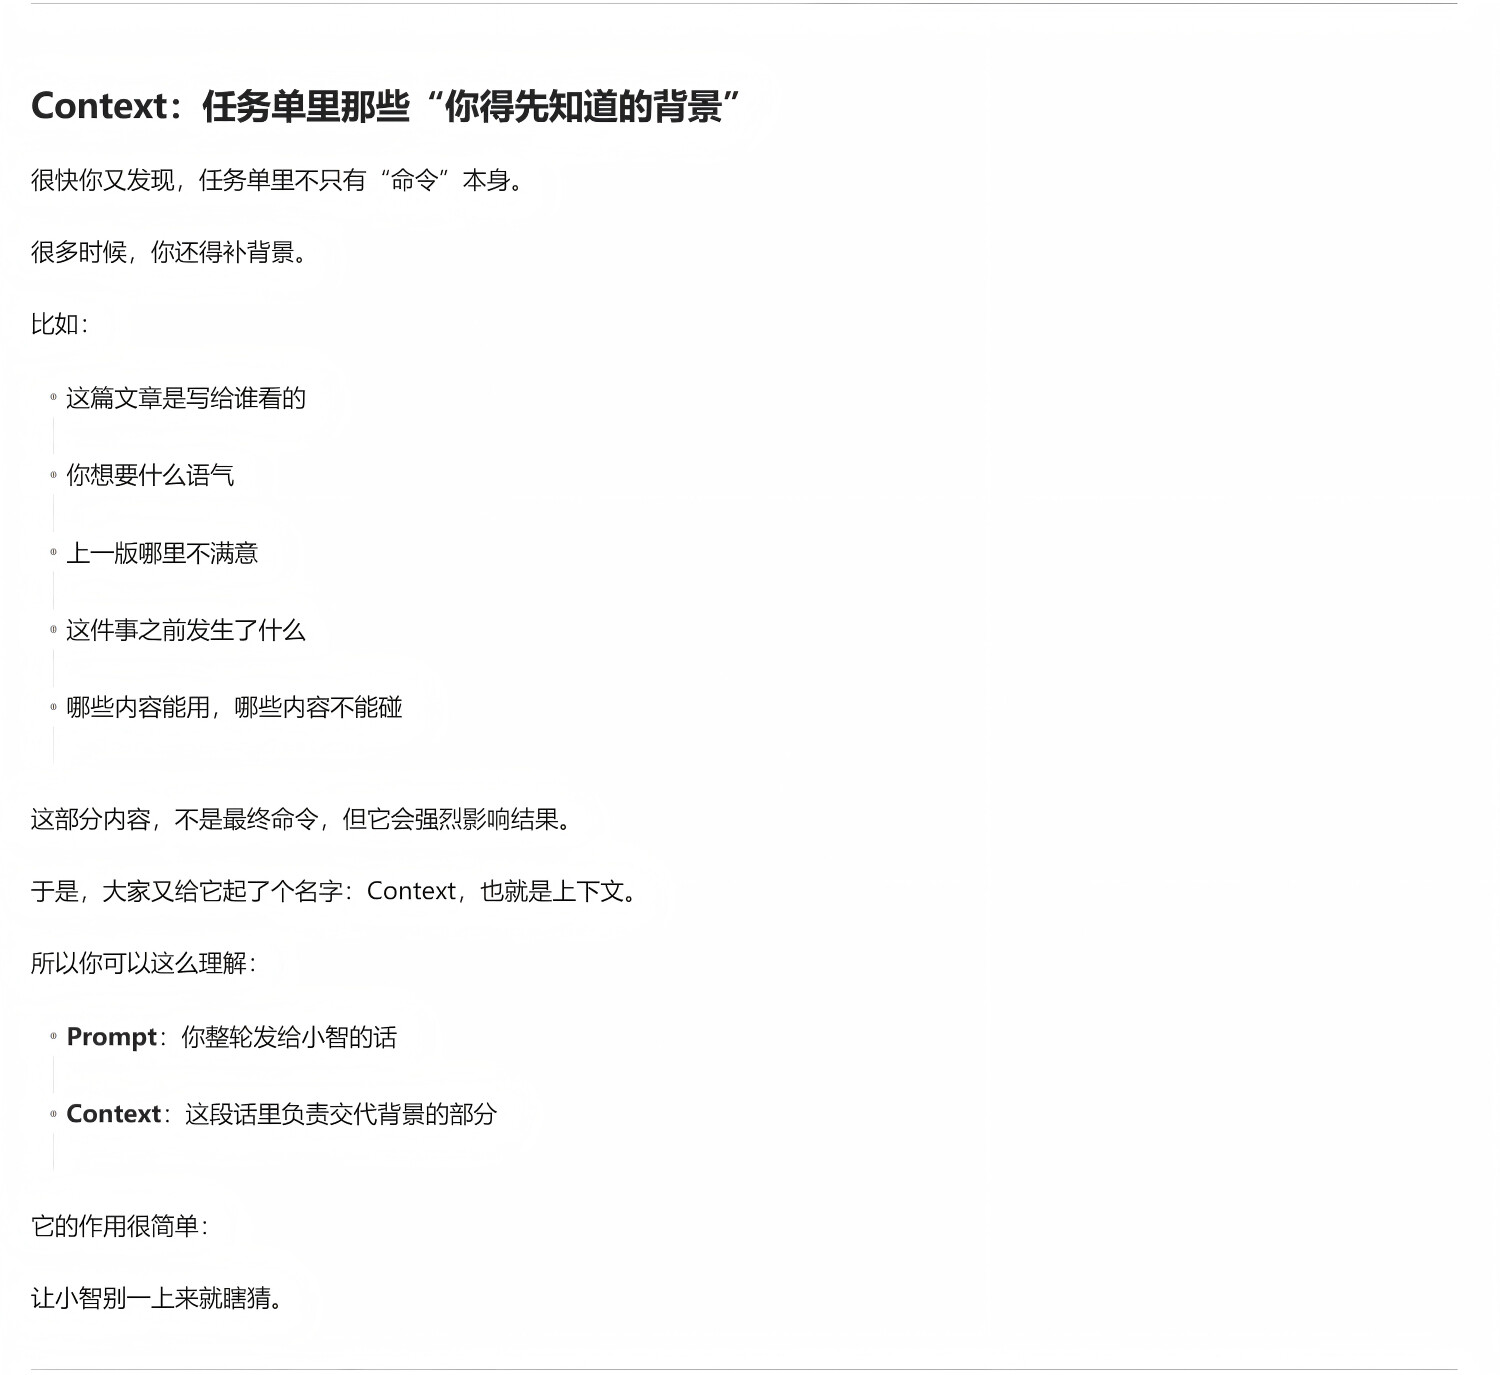 Context：任务单里那些“你得先知道的背景”
很快你又发现，任务单里不只有“命令”本身。
很多时候，你还得补背景。
比如：
这篇文章是写给谁看的
你想要什么语气
上一版哪里不满意
这件事之前发生了什么
哪些内容能用，哪些内容不能碰
这部分内容，不是最终命令，但它会强烈影响结果。
于是，大家又给它起了个名字：Context，也就是上下文。
所以你可以这么理解：
Prompt：你整轮发给小智的话
Context：这段话里负责交代背景的部分
它的作用很简单：
让小智别一上来就瞎猜。